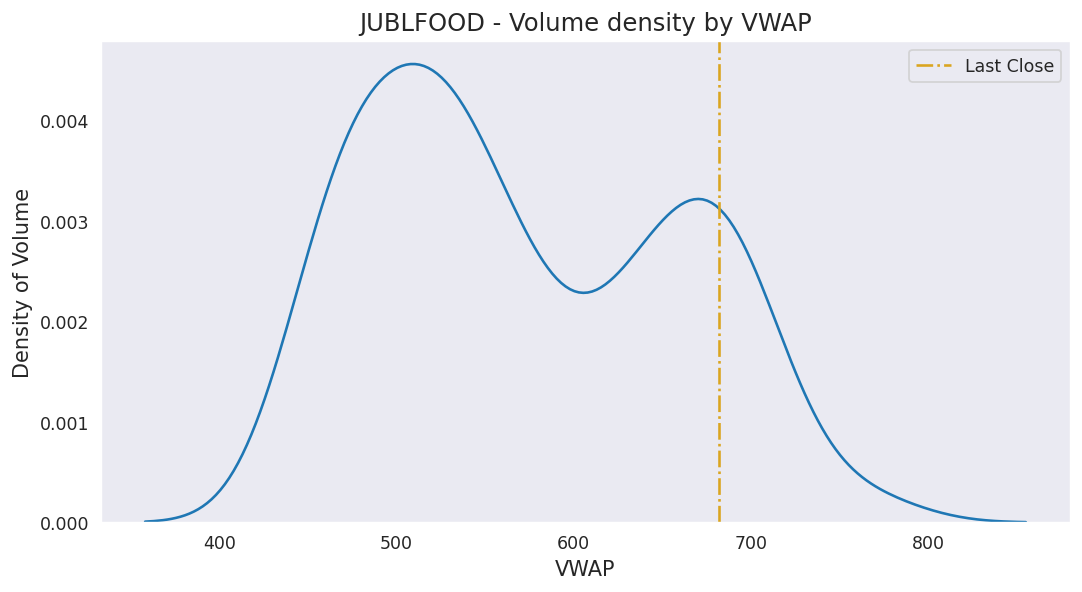 JUBLFOOD - Volume density by VWAP
Last Close
Density of Volume
0.004
0.003
0.002
0.001
0.000
400 500 600 700 800
VWAP